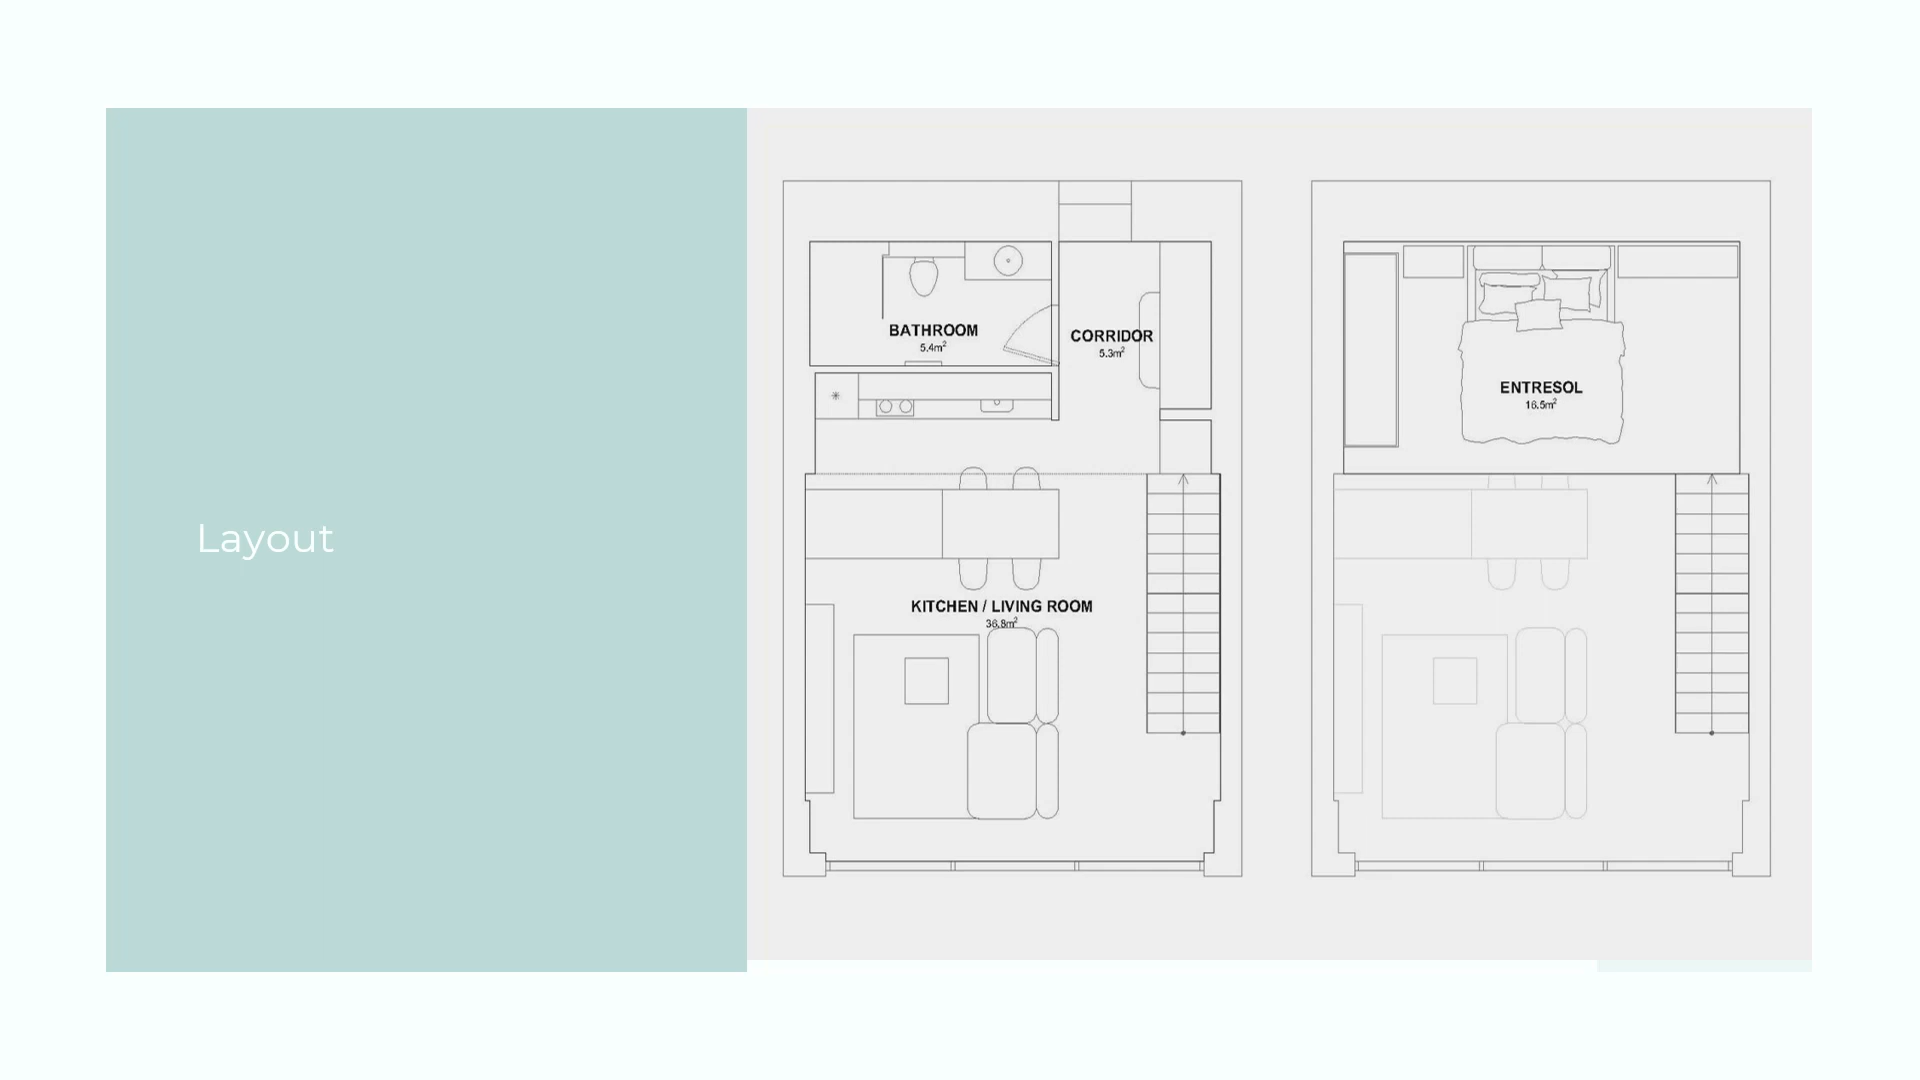 Layout
BATHROOM
5.4m²
CORRIDOR
5.3m²
KITCHEN / LIVING ROOM
36.8m²
ENTRESOL
16.5m²